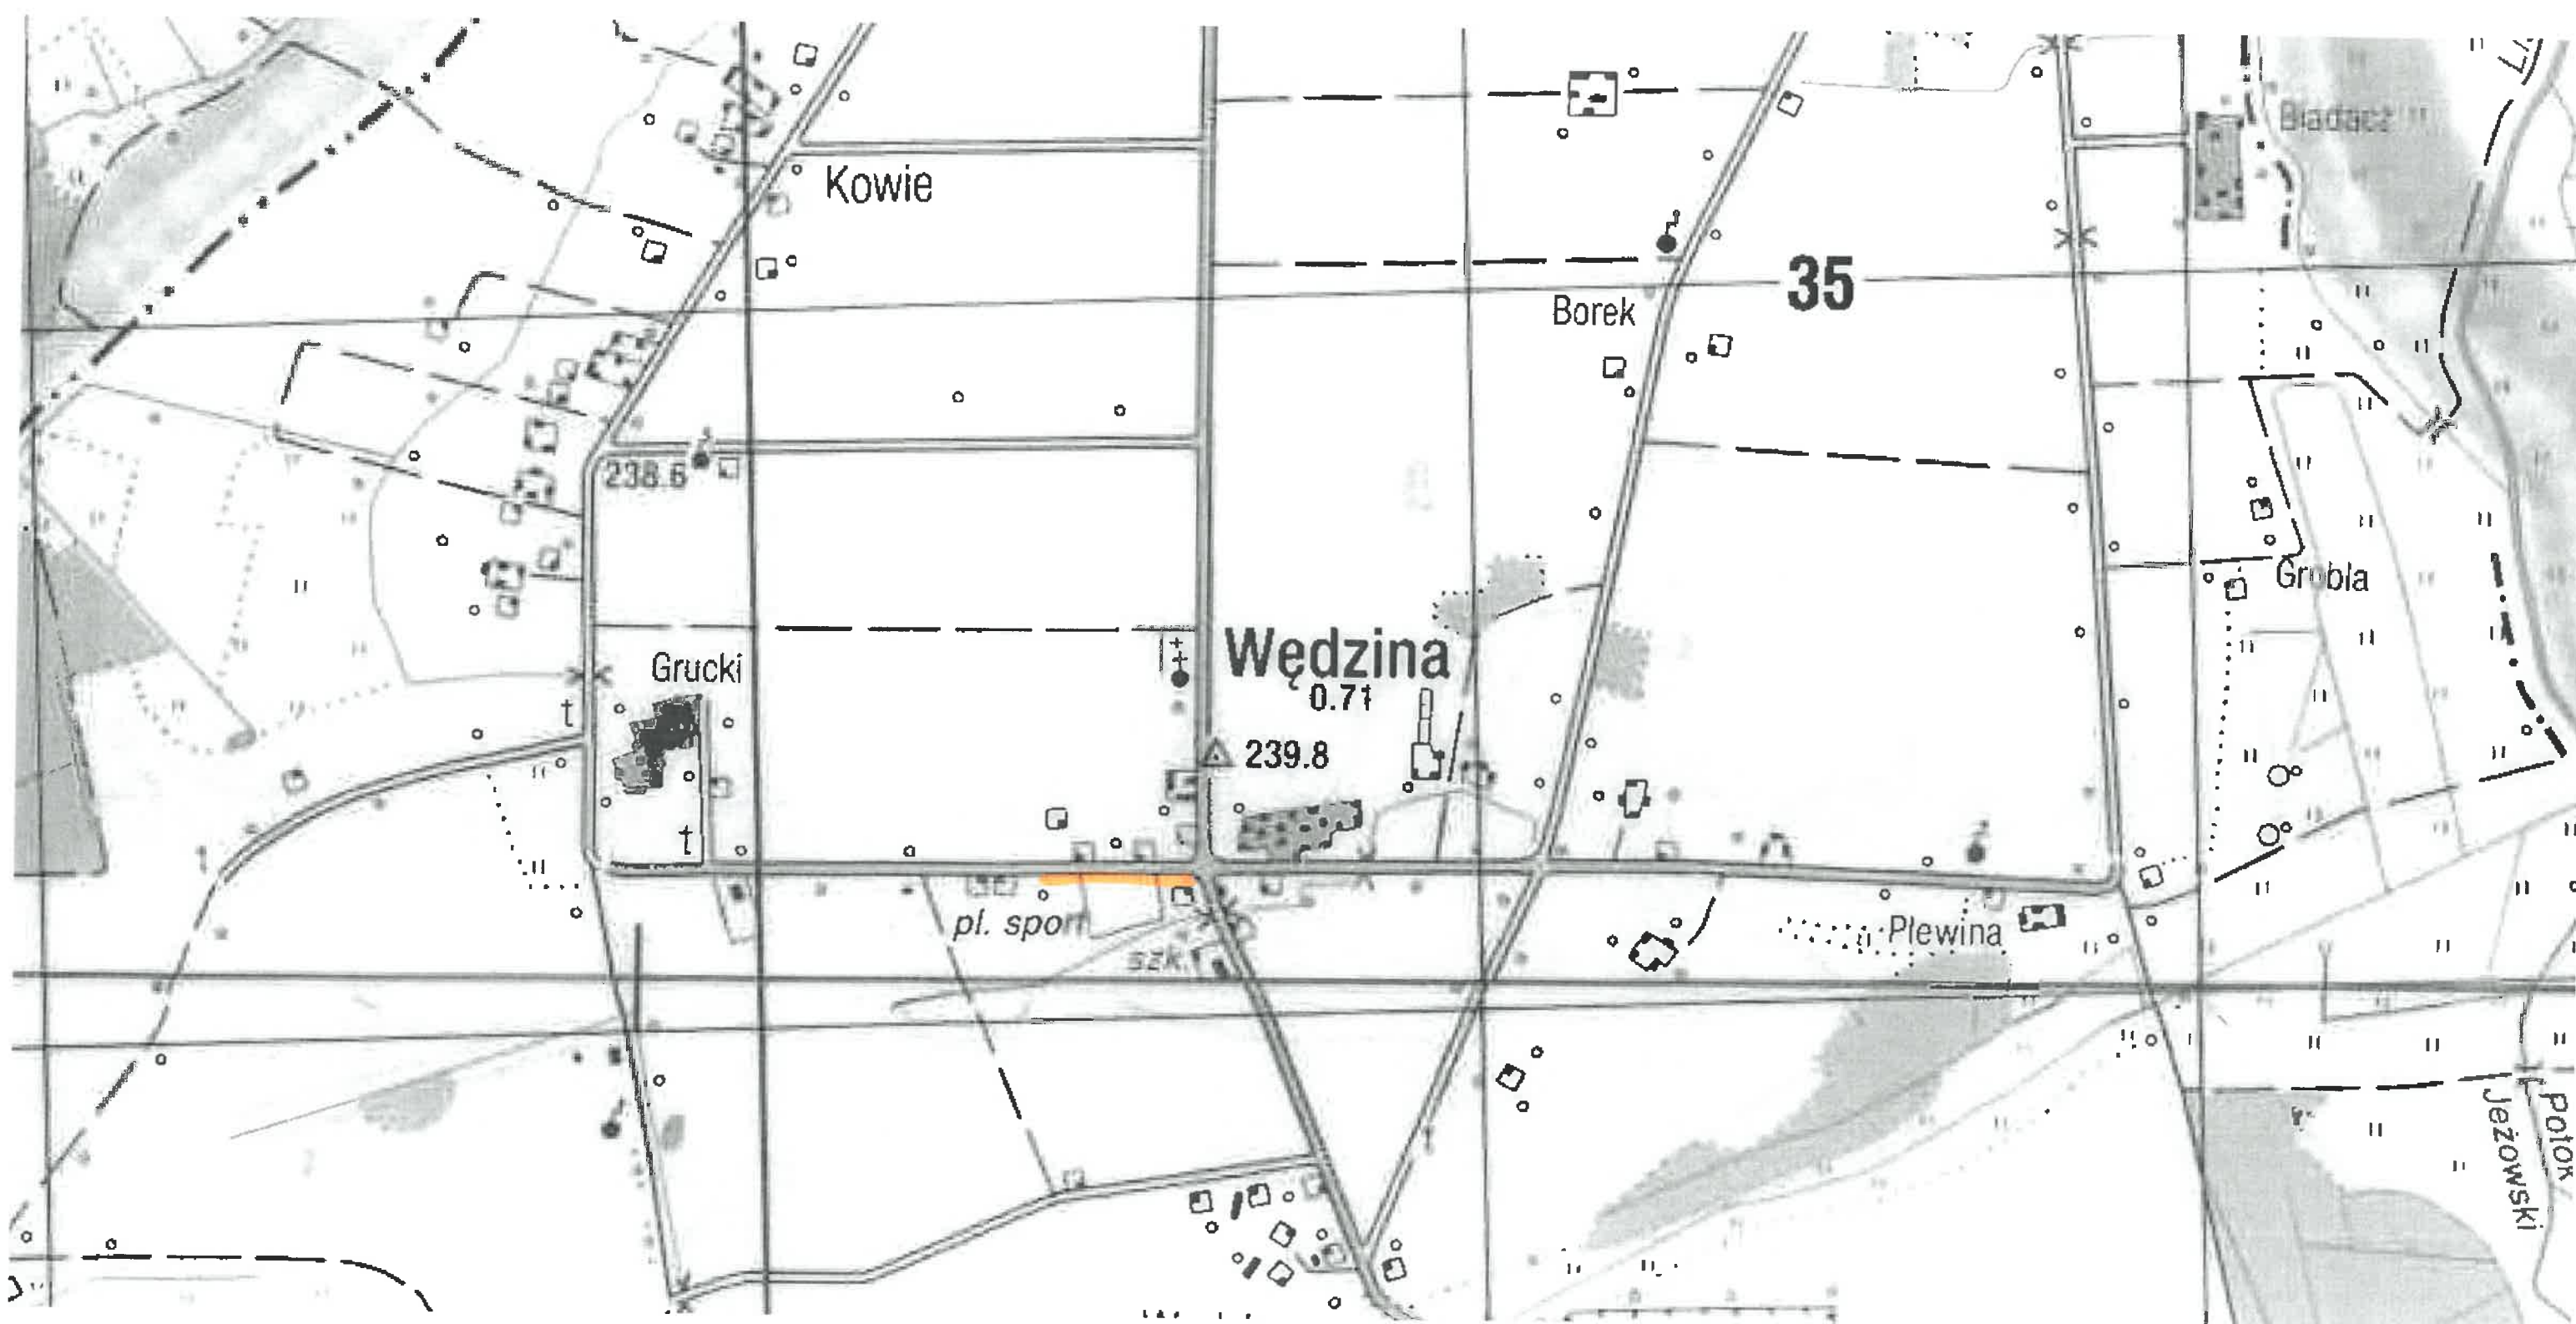 Biadacz
Kowie
35
Borek
238.6
Grobla
Wędzina
0.71
Grucki
t
239.8
t
pl. sport
Plewina
szk.
Potok
Jeżowski